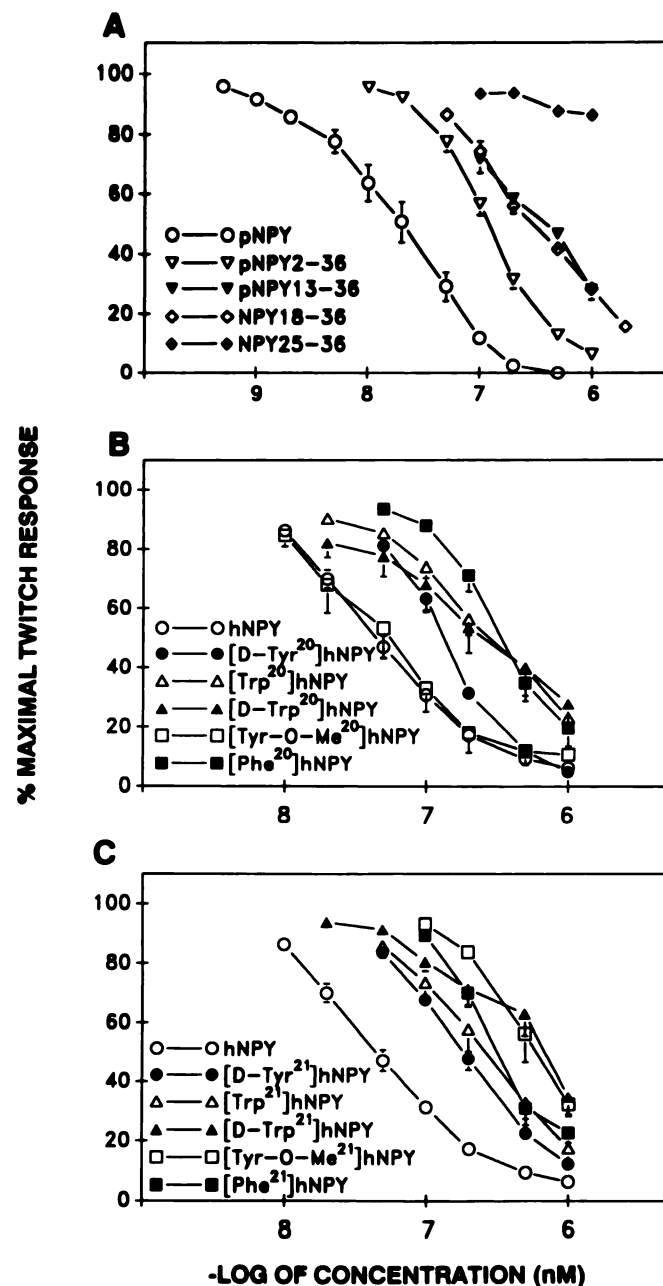 A
100
80
60
40
20
0
pNPY
pNPY2-36
pNPY13-36
NPY18-36
NPY25-36
9 8 7 6
% MAXIMAL TWITCH RESPONSE
B
100
80
60
40
20
0
hNPY
[D-Tyr20]hNPY
[Trp20]hNPY
[D-Trp20]hNPY
[Tyr-O-Me20]hNPY
[Phe20]hNPY
8 7 6
C
100
80
60
40
20
0
hNPY
[D-Tyr21]hNPY
[Trp21]hNPY
[D-Trp21]hNPY
[Tyr-O-Me21]hNPY
[Phe21]hNPY
8 7 6
-LOG OF CONCENTRATION (nM)